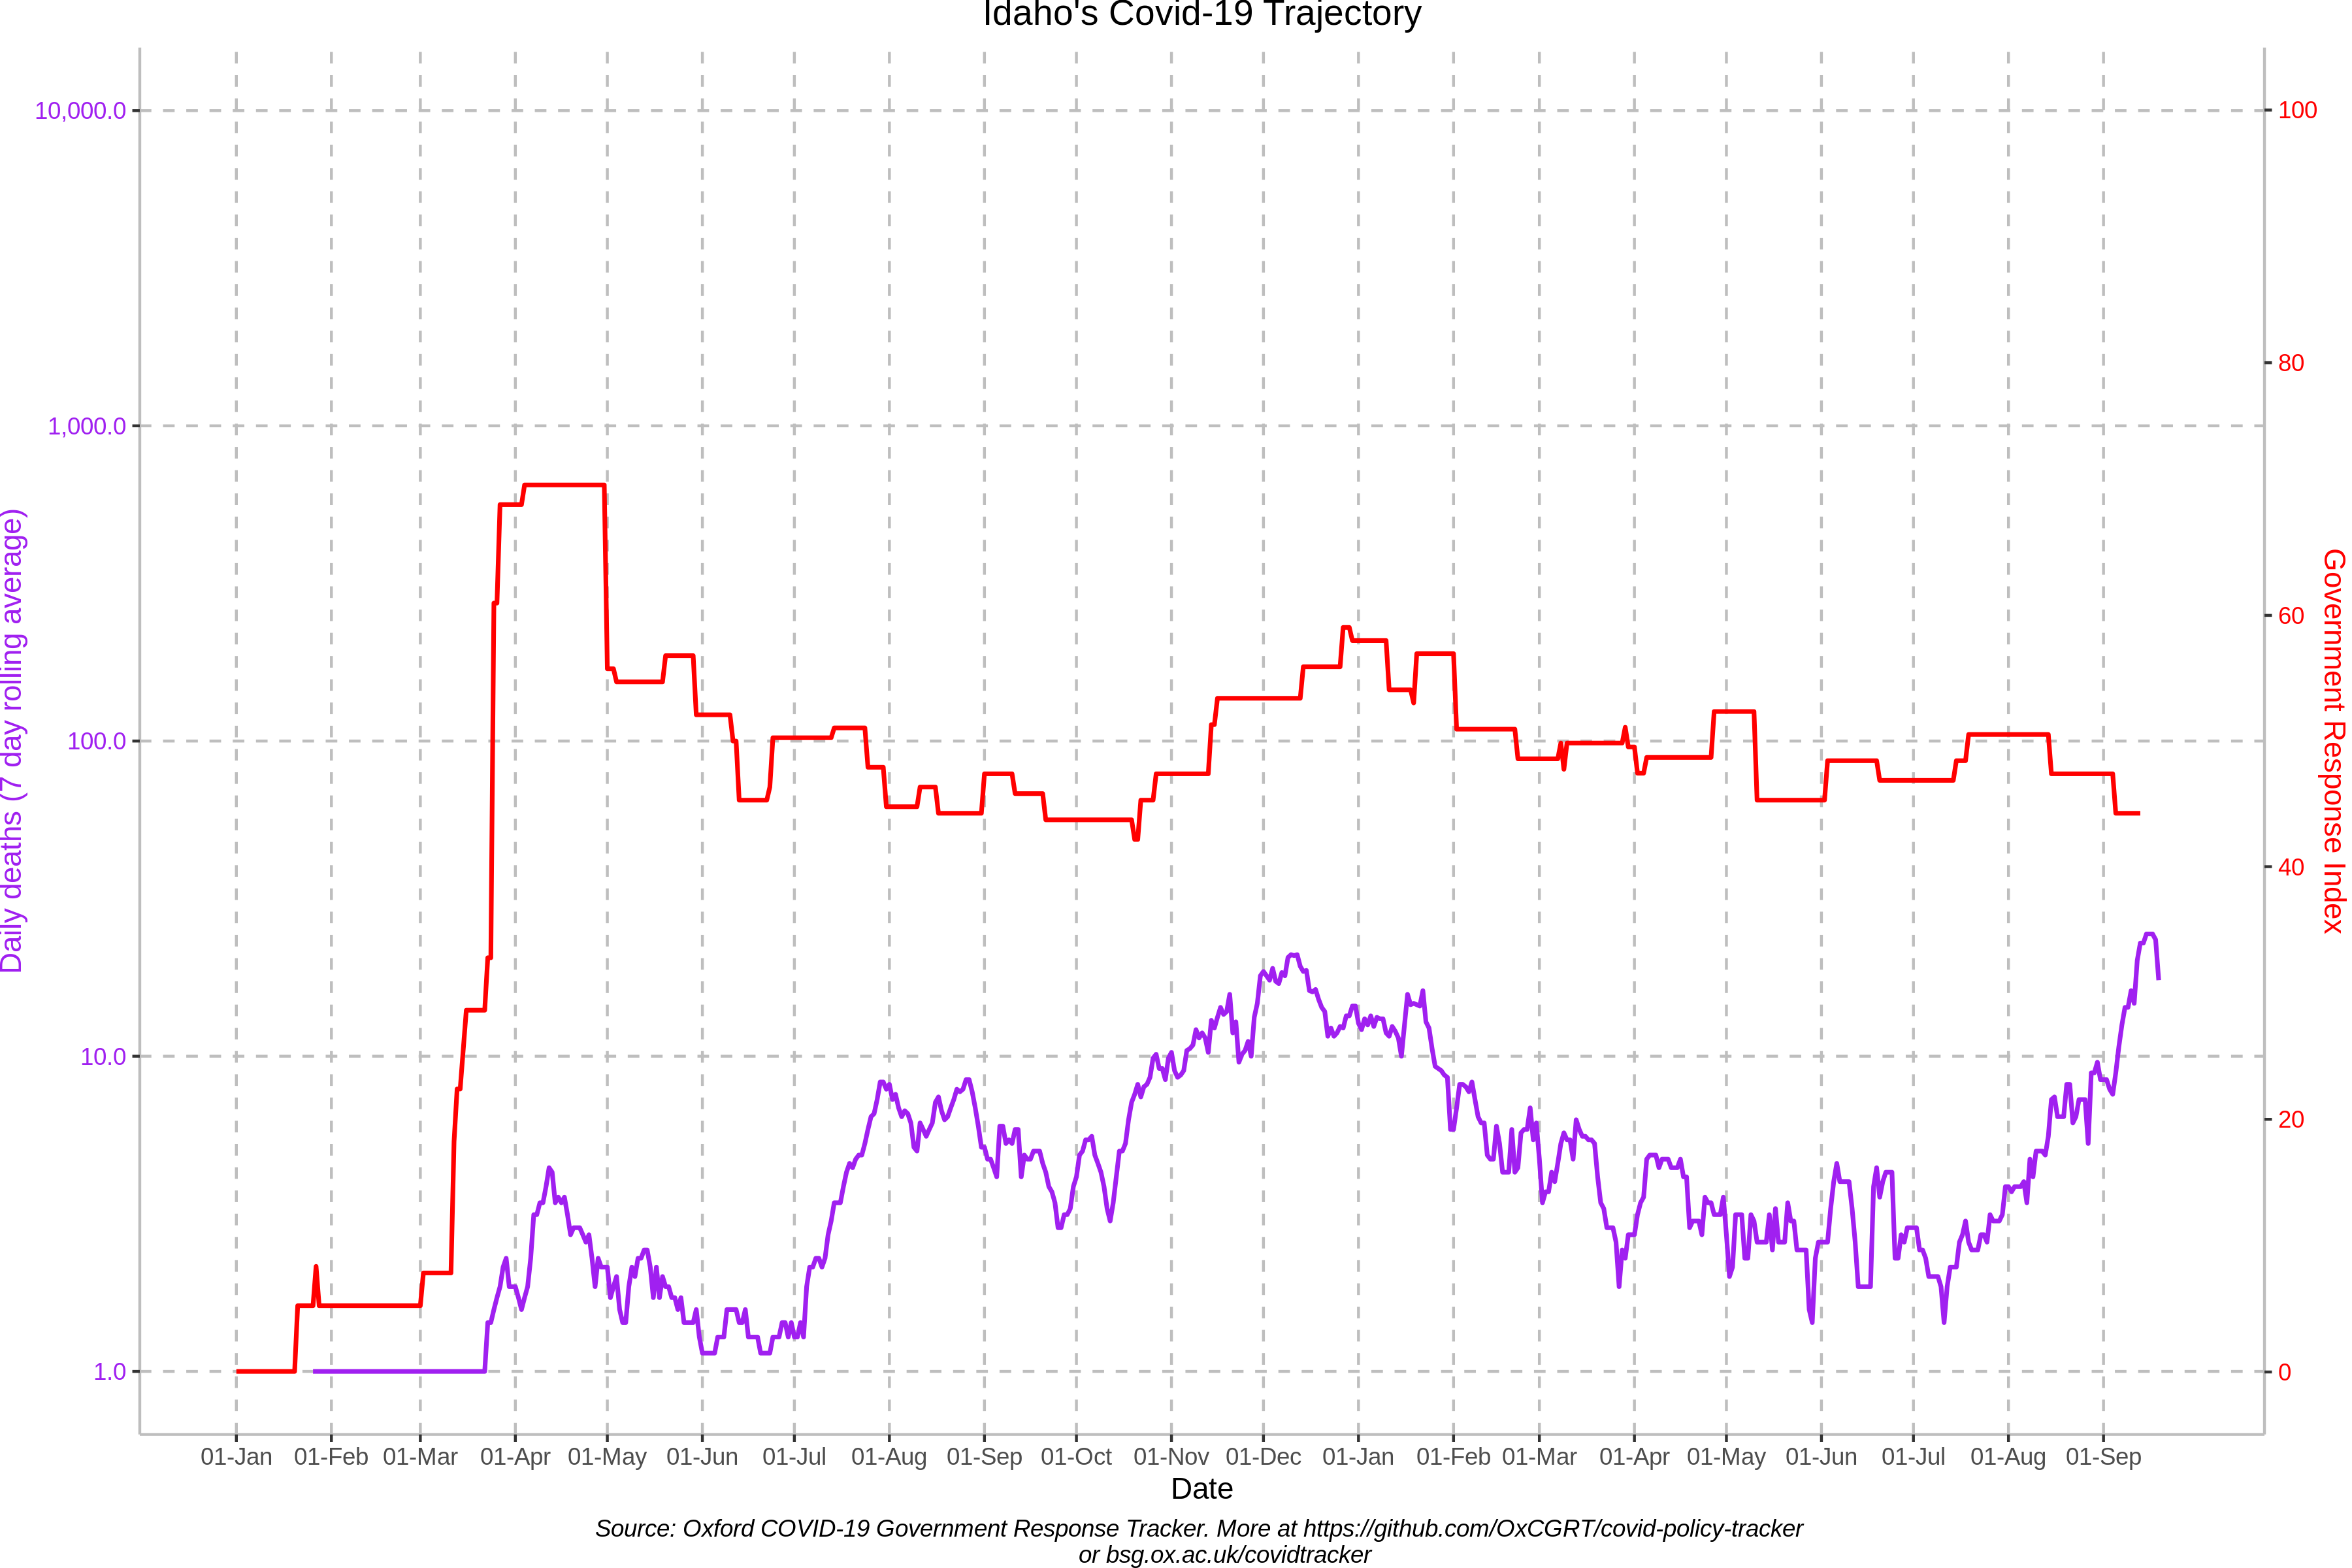 Idaho's Covid-19 Trajectory
10,000.0
1,000.0
100.0
10.0
1.0
Daily deaths (7 day rolling average)
100
80
60
40
20
0
Government Response Index
01-Jan 01-Feb 01-Mar 01-Apr 01-May 01-Jun 01-Jul 01-Aug 01-Sep 01-Oct 01-Nov 01-Dec 01-Jan 01-Feb 01-Mar 01-Apr 01-May 01-Jun 01-Jul 01-Aug 01-Sep
Date
Source: Oxford COVID-19 Government Response Tracker. More at https://github.com/OxCGRT/covid-policy-tracker
or bsg.ox.ac.uk/covidtracker